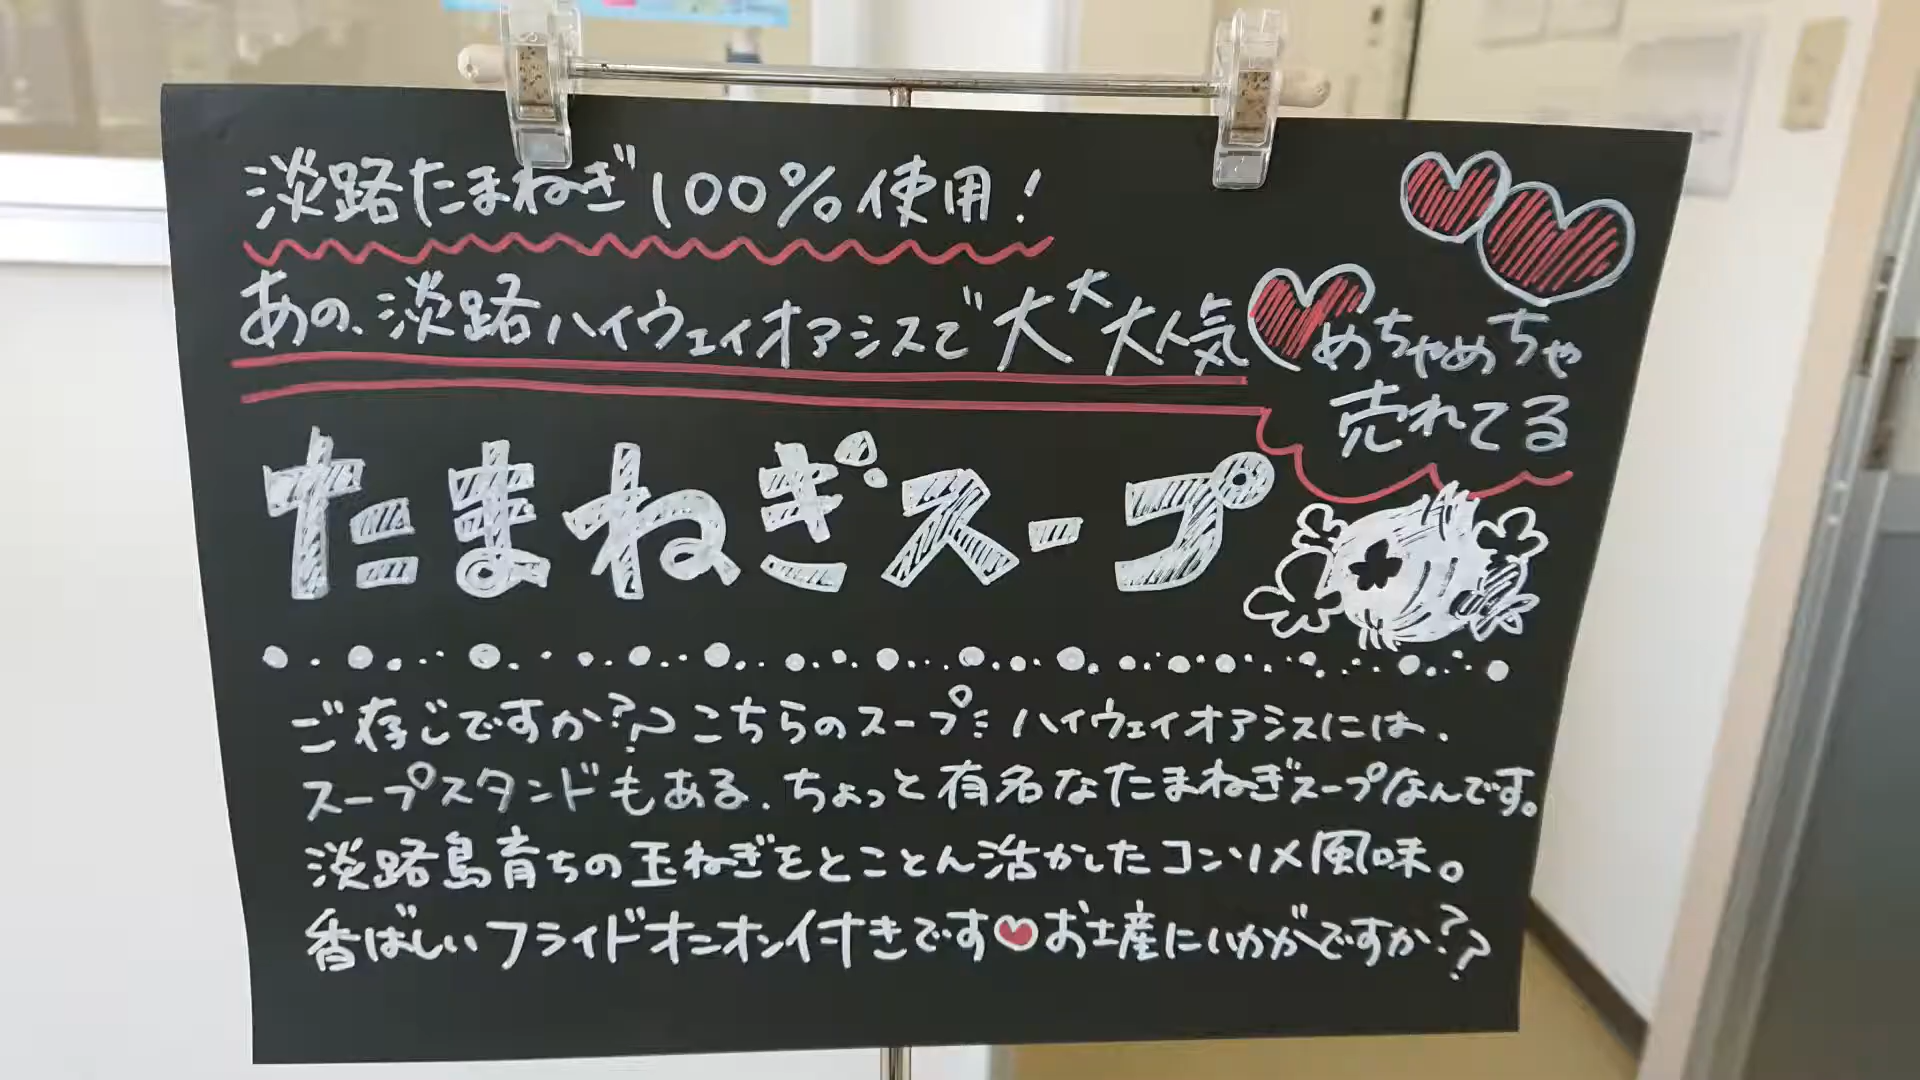 淡路たまねぎ100%使用!
あの、淡路ハイウェイオアシスで大大大人気
めちゃめちゃ
売れてる
たまねぎスープ
ご存じですか??こちらのスープ ハイウェイオアシスには、
スープスタンドもある、ちょっと有名なたまねぎスープなんです。
淡路島育ちの玉ねぎをとことん活かしたコンソメ風味。
香ばしいフライドオニオン付きです♥お土産にいかがですか??